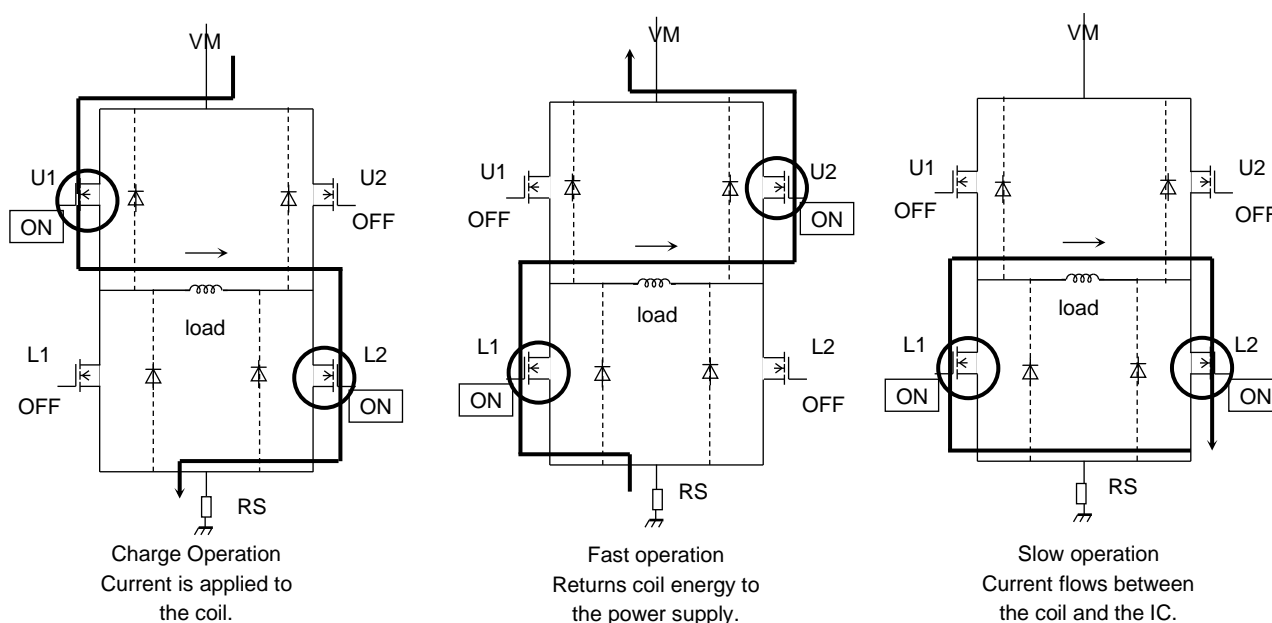 VM
U1
U2
ON
OFF
load
L1
L2
OFF
ON
RS
Charge Operation
Current is applied to
the coil.
VM
U1
U2
OFF
ON
load
L1
L2
ON
OFF
RS
Fast operation
Returns coil energy to
the power supply.
VM
U1
U2
OFF
OFF
load
L1
L2
ON
ON
RS
Slow operation
Current flows between
the coil and the IC.